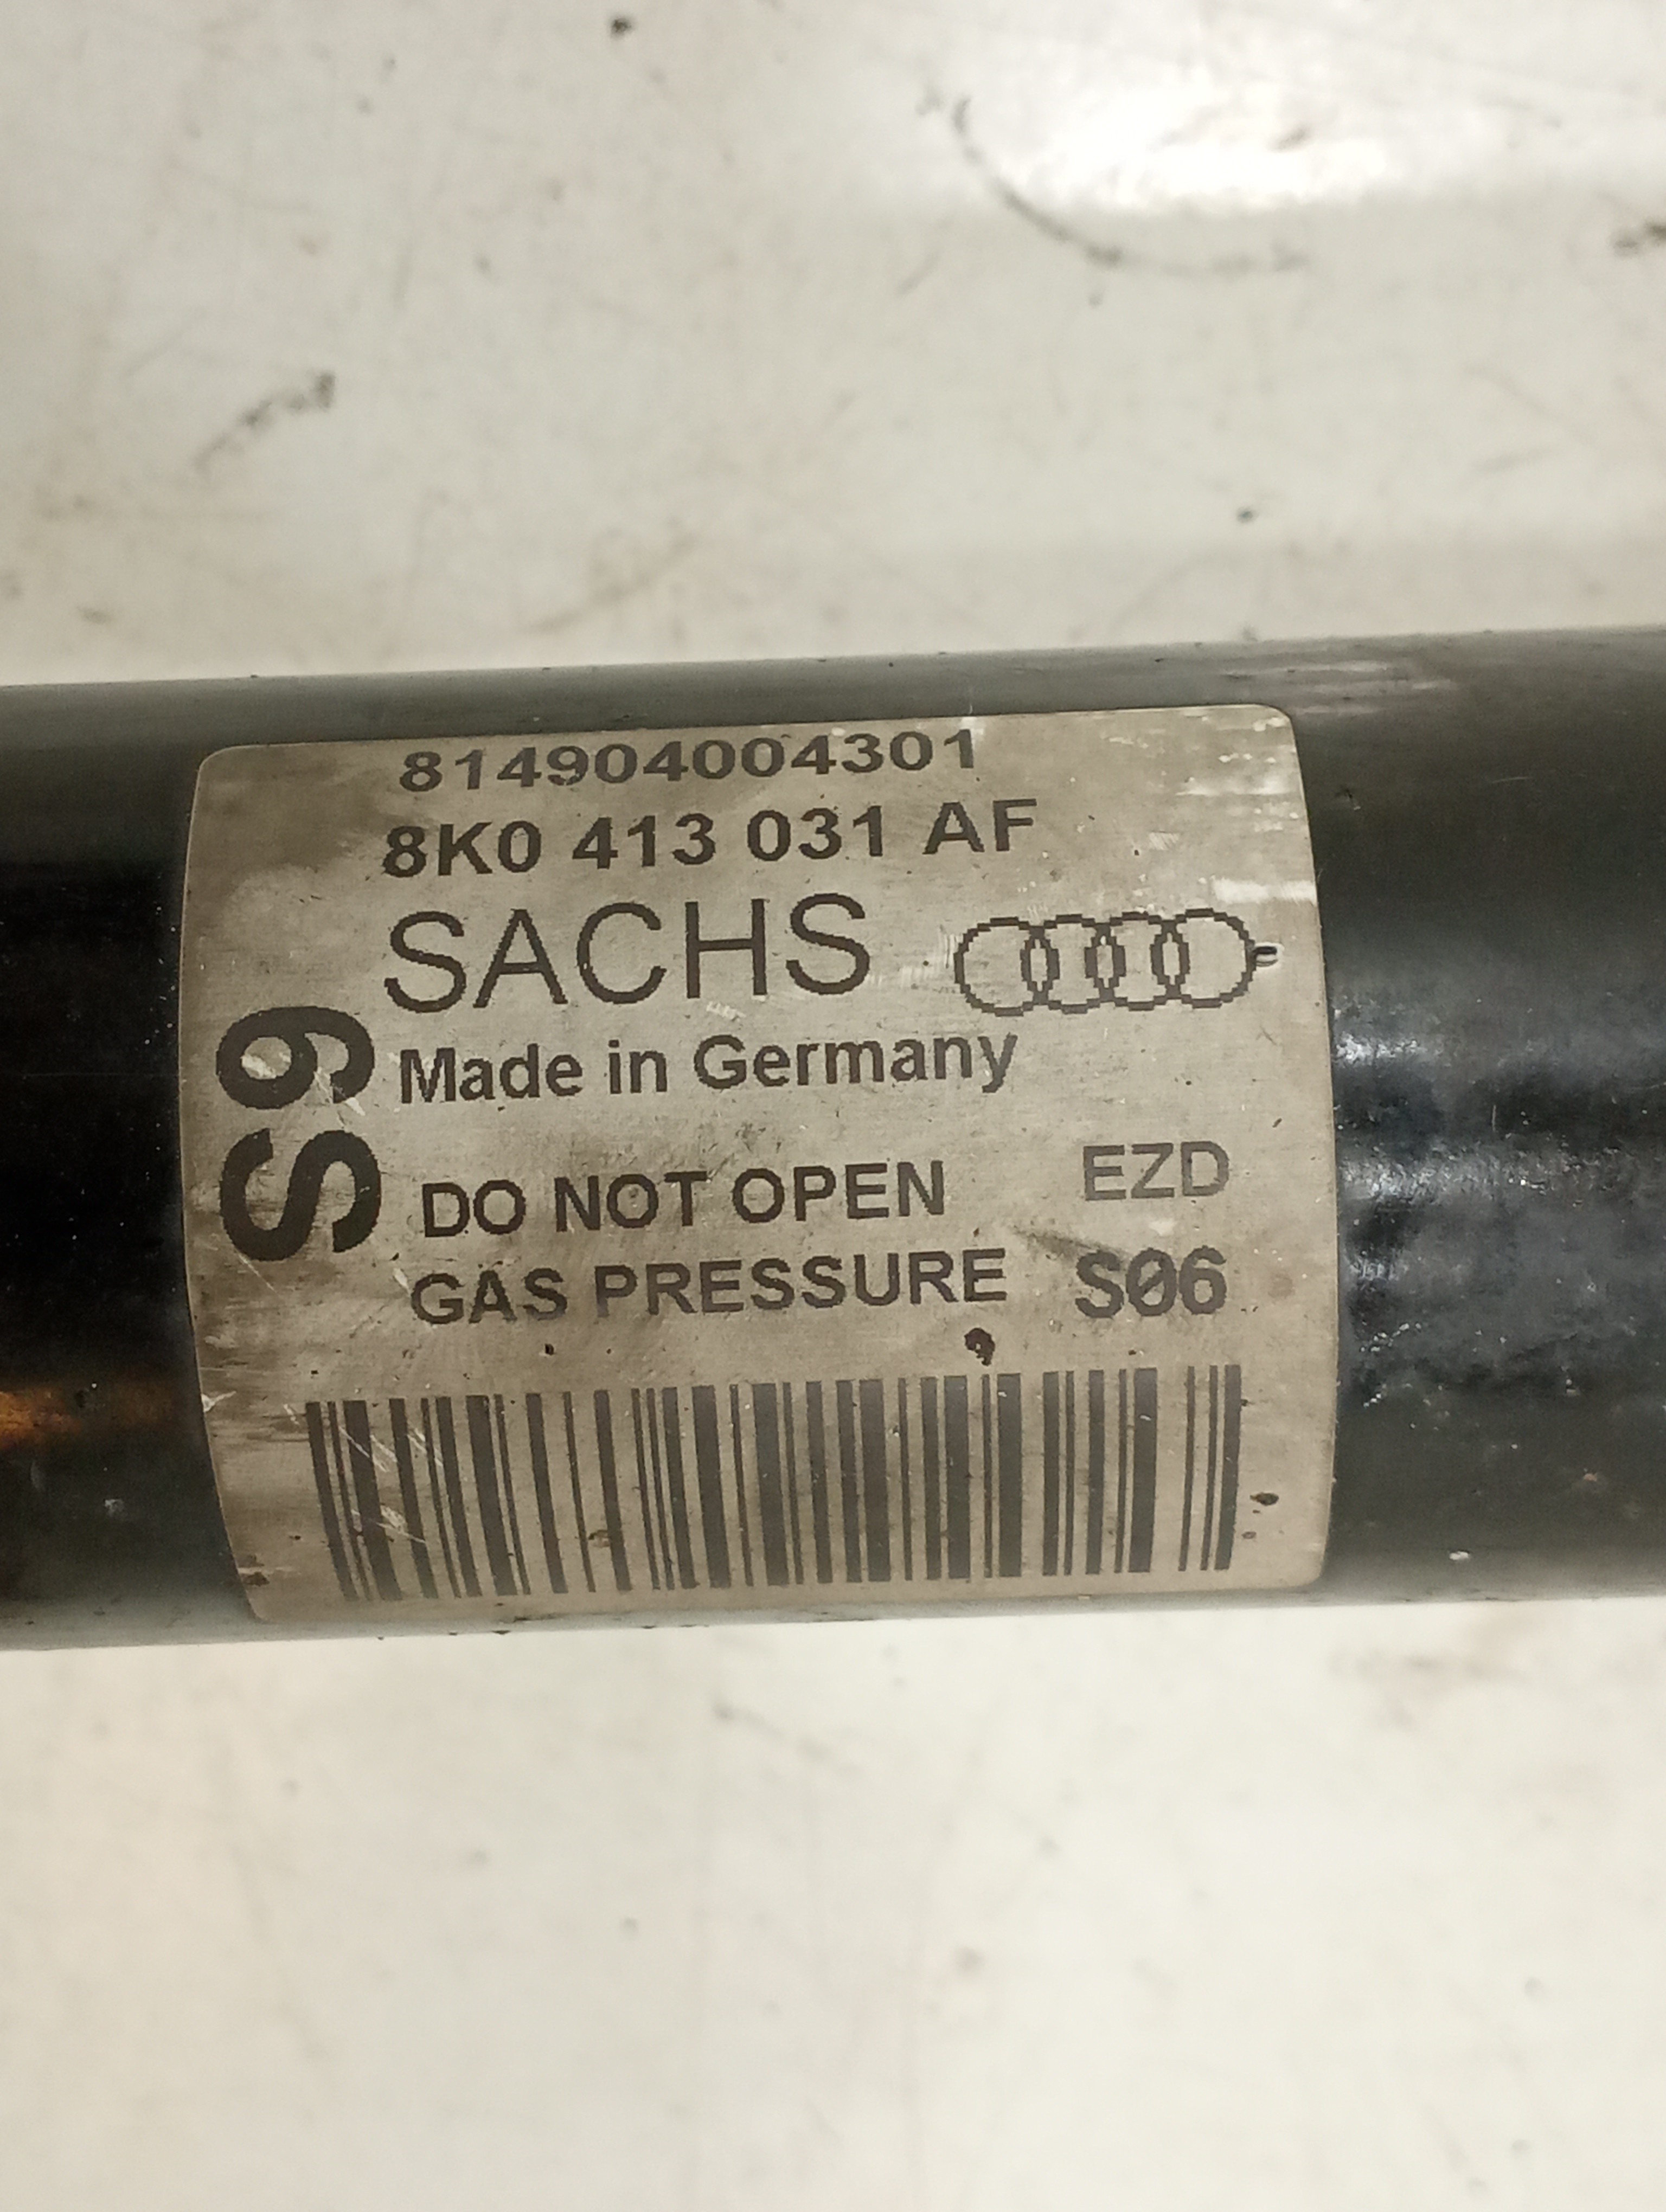 814904004301
8K0 413 031 AF
SACHS
Made in Germany
S9
DO NOT OPEN EZD
GAS PRESSURE S06